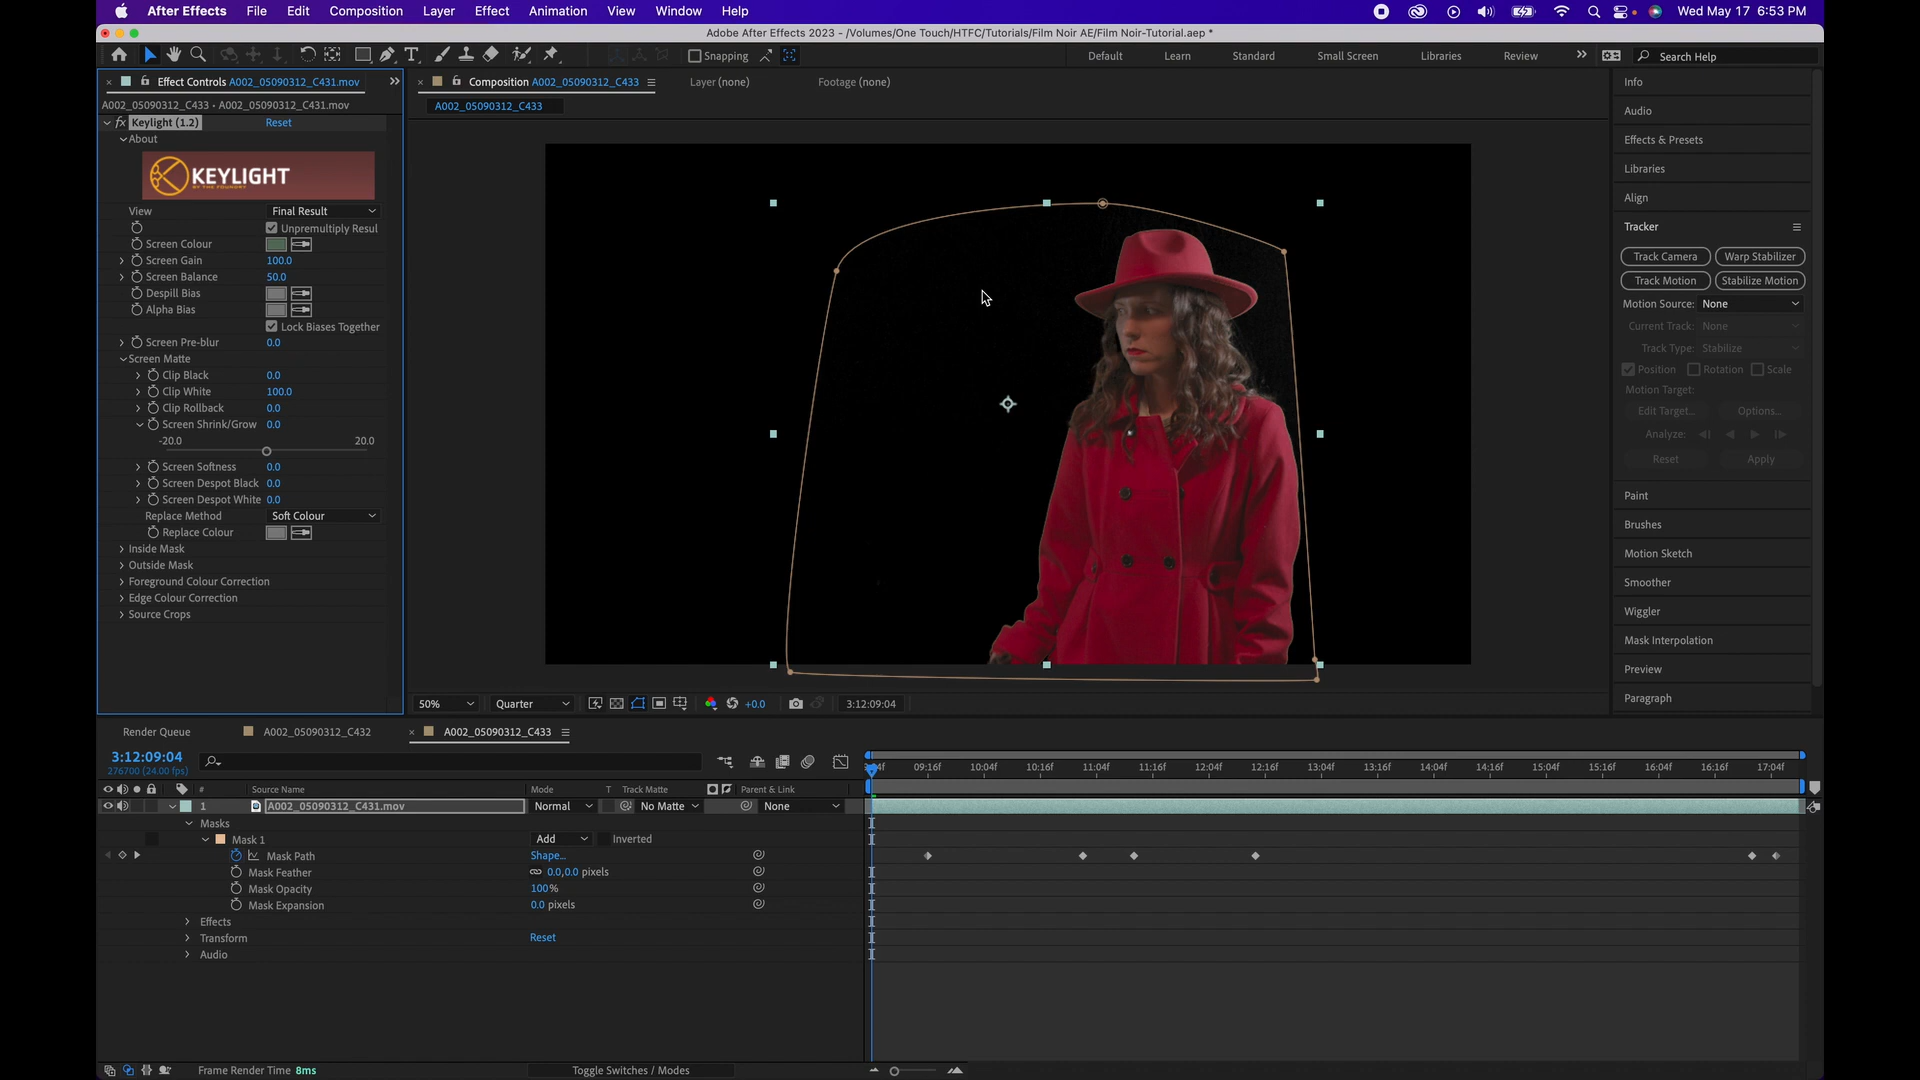 After Effects File Edit Composition Layer Effect Animation View Window Help Wed May 17 6:53 PM
Adobe After Effects 2023 - /Volumes/One Touch/HTFC/Tutorials/Film Noir AE/Film Noir-Tutorial.aep *
Snapping Default Learn Standard Small Screen Libraries Review Search Help
Effect Controls A002_05090312_C431.mov
Composition A002_05090312_C433
Layer (none)
Footage (none)
A002_05090312_C433 • A002_05090312_C431.mov
A002_05090312_C433
fx Keylight (1.2) Reset
About
KEYLIGHT
BY THE FOUNDRY
View Final Result
Unpremultiply Resul
Screen Colour
Screen Gain 100.0
Screen Balance 50.0
Despill Bias
Alpha Bias
Lock Biases Together
Screen Pre-blur 0.0
Screen Matte
Clip Black 0.0
Clip White 100.0
Clip Rollback 0.0
Screen Shrink/Grow 0.0
-20.0 20.0
Screen Softness 0.0
Screen Despot Black 0.0
Screen Despot White 0.0
Replace Method Soft Colour
Replace Colour
Inside Mask
Outside Mask
Foreground Colour Correction
Edge Colour Correction
Source Crops
50% Quarter +0.0 3:12:09:04
Info
Audio
Effects & Presets
Libraries
Align
Tracker
Track Camera Warp Stabilizer
Track Motion Stabilize Motion
Motion Source: None
Current Track: None
Track Type: Stabilize
Position Rotation Scale
Motion Target:
Edit Target... Options...
Analyze:
Reset Apply
Paint
Brushes
Motion Sketch
Smoother
Wiggler
Mask Interpolation
Preview
Paragraph
Render Queue A002_05090312_C432 A002_05090312_C433
3:12:09:04
276700 (24.00 fps)
09:16f 10:04f 10:16f 11:04f 11:16f 12:04f 12:16f 13:04f 13:16f 14:04f 14:16f 15:04f 15:16f 16:04f 16:16f 17:04f
# Source Name Mode T Track Matte Parent & Link
1 A002_05090312_C431.mov Normal No Matte None
Masks
Mask 1 Add Inverted
Mask Path Shape...
Mask Feather 0.0,0.0 pixels
Mask Opacity 100%
Mask Expansion 0.0 pixels
Effects
Transform Reset
Audio
Frame Render Time 8ms Toggle Switches / Modes